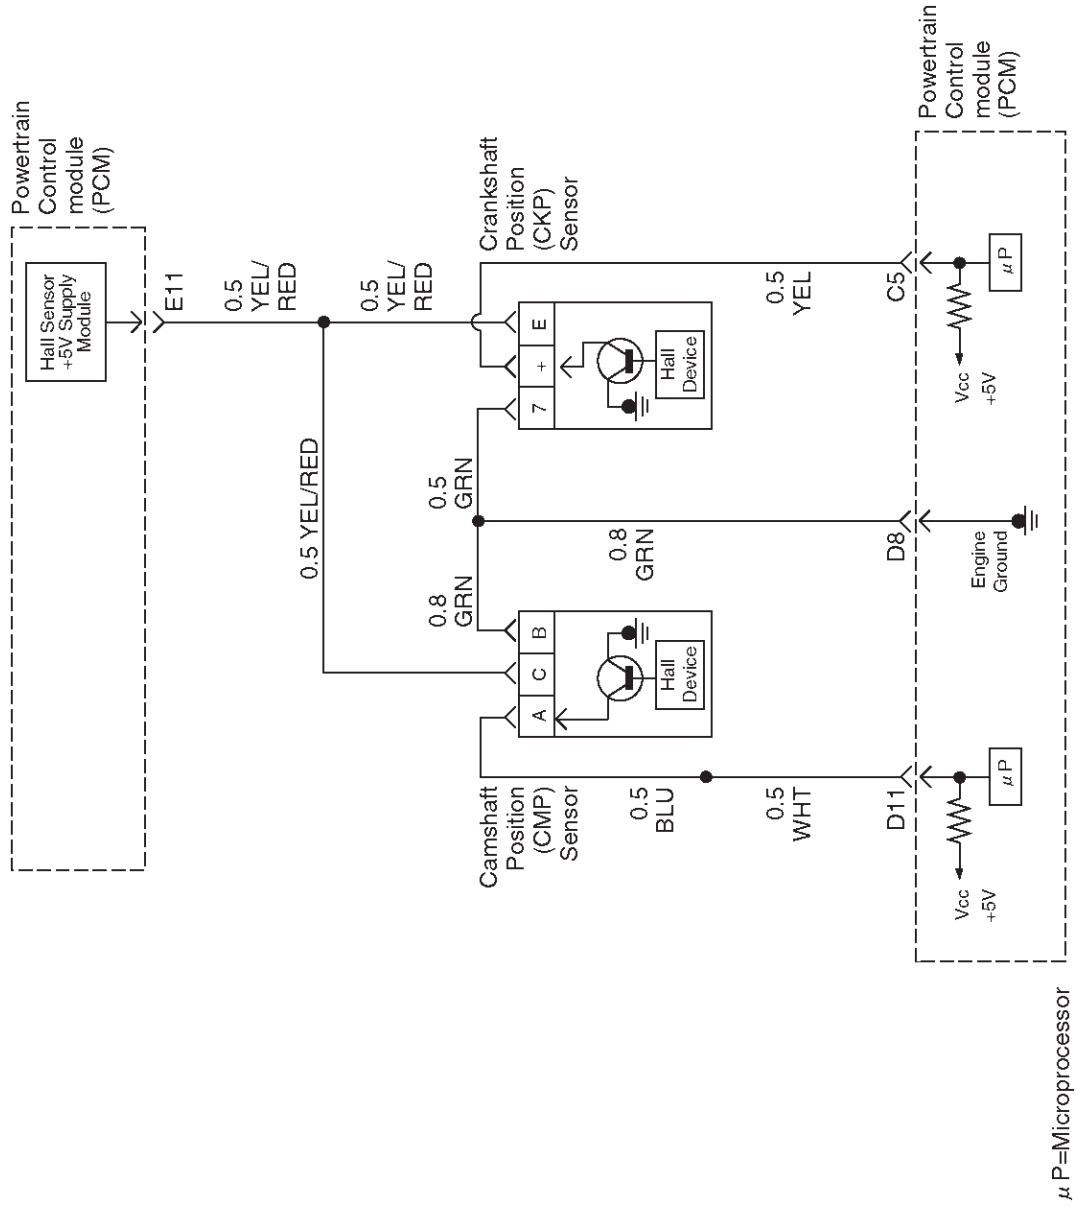 Powertrain
Control
module
(PCM)
Hall Sensor
+5V Supply
Module
E11
0.5
YEL/
RED
0.5
YEL/
RED
0.5 YEL/RED
Crankshaft
Position
(CKP)
Sensor
E
+
7
Hall
Device
0.5
YEL
C5
0.5
GRN
0.8
GRN
0.8
GRN
D8
Engine
Ground
Camshaft
Position
(CMP)
Sensor
B
C
A
Hall
Device
0.5
BLU
0.5
WHT
D11
Powertrain
Control
module
(PCM)
μP
Vcc
+5V
μP
Vcc
+5V
μP=Microprocessor